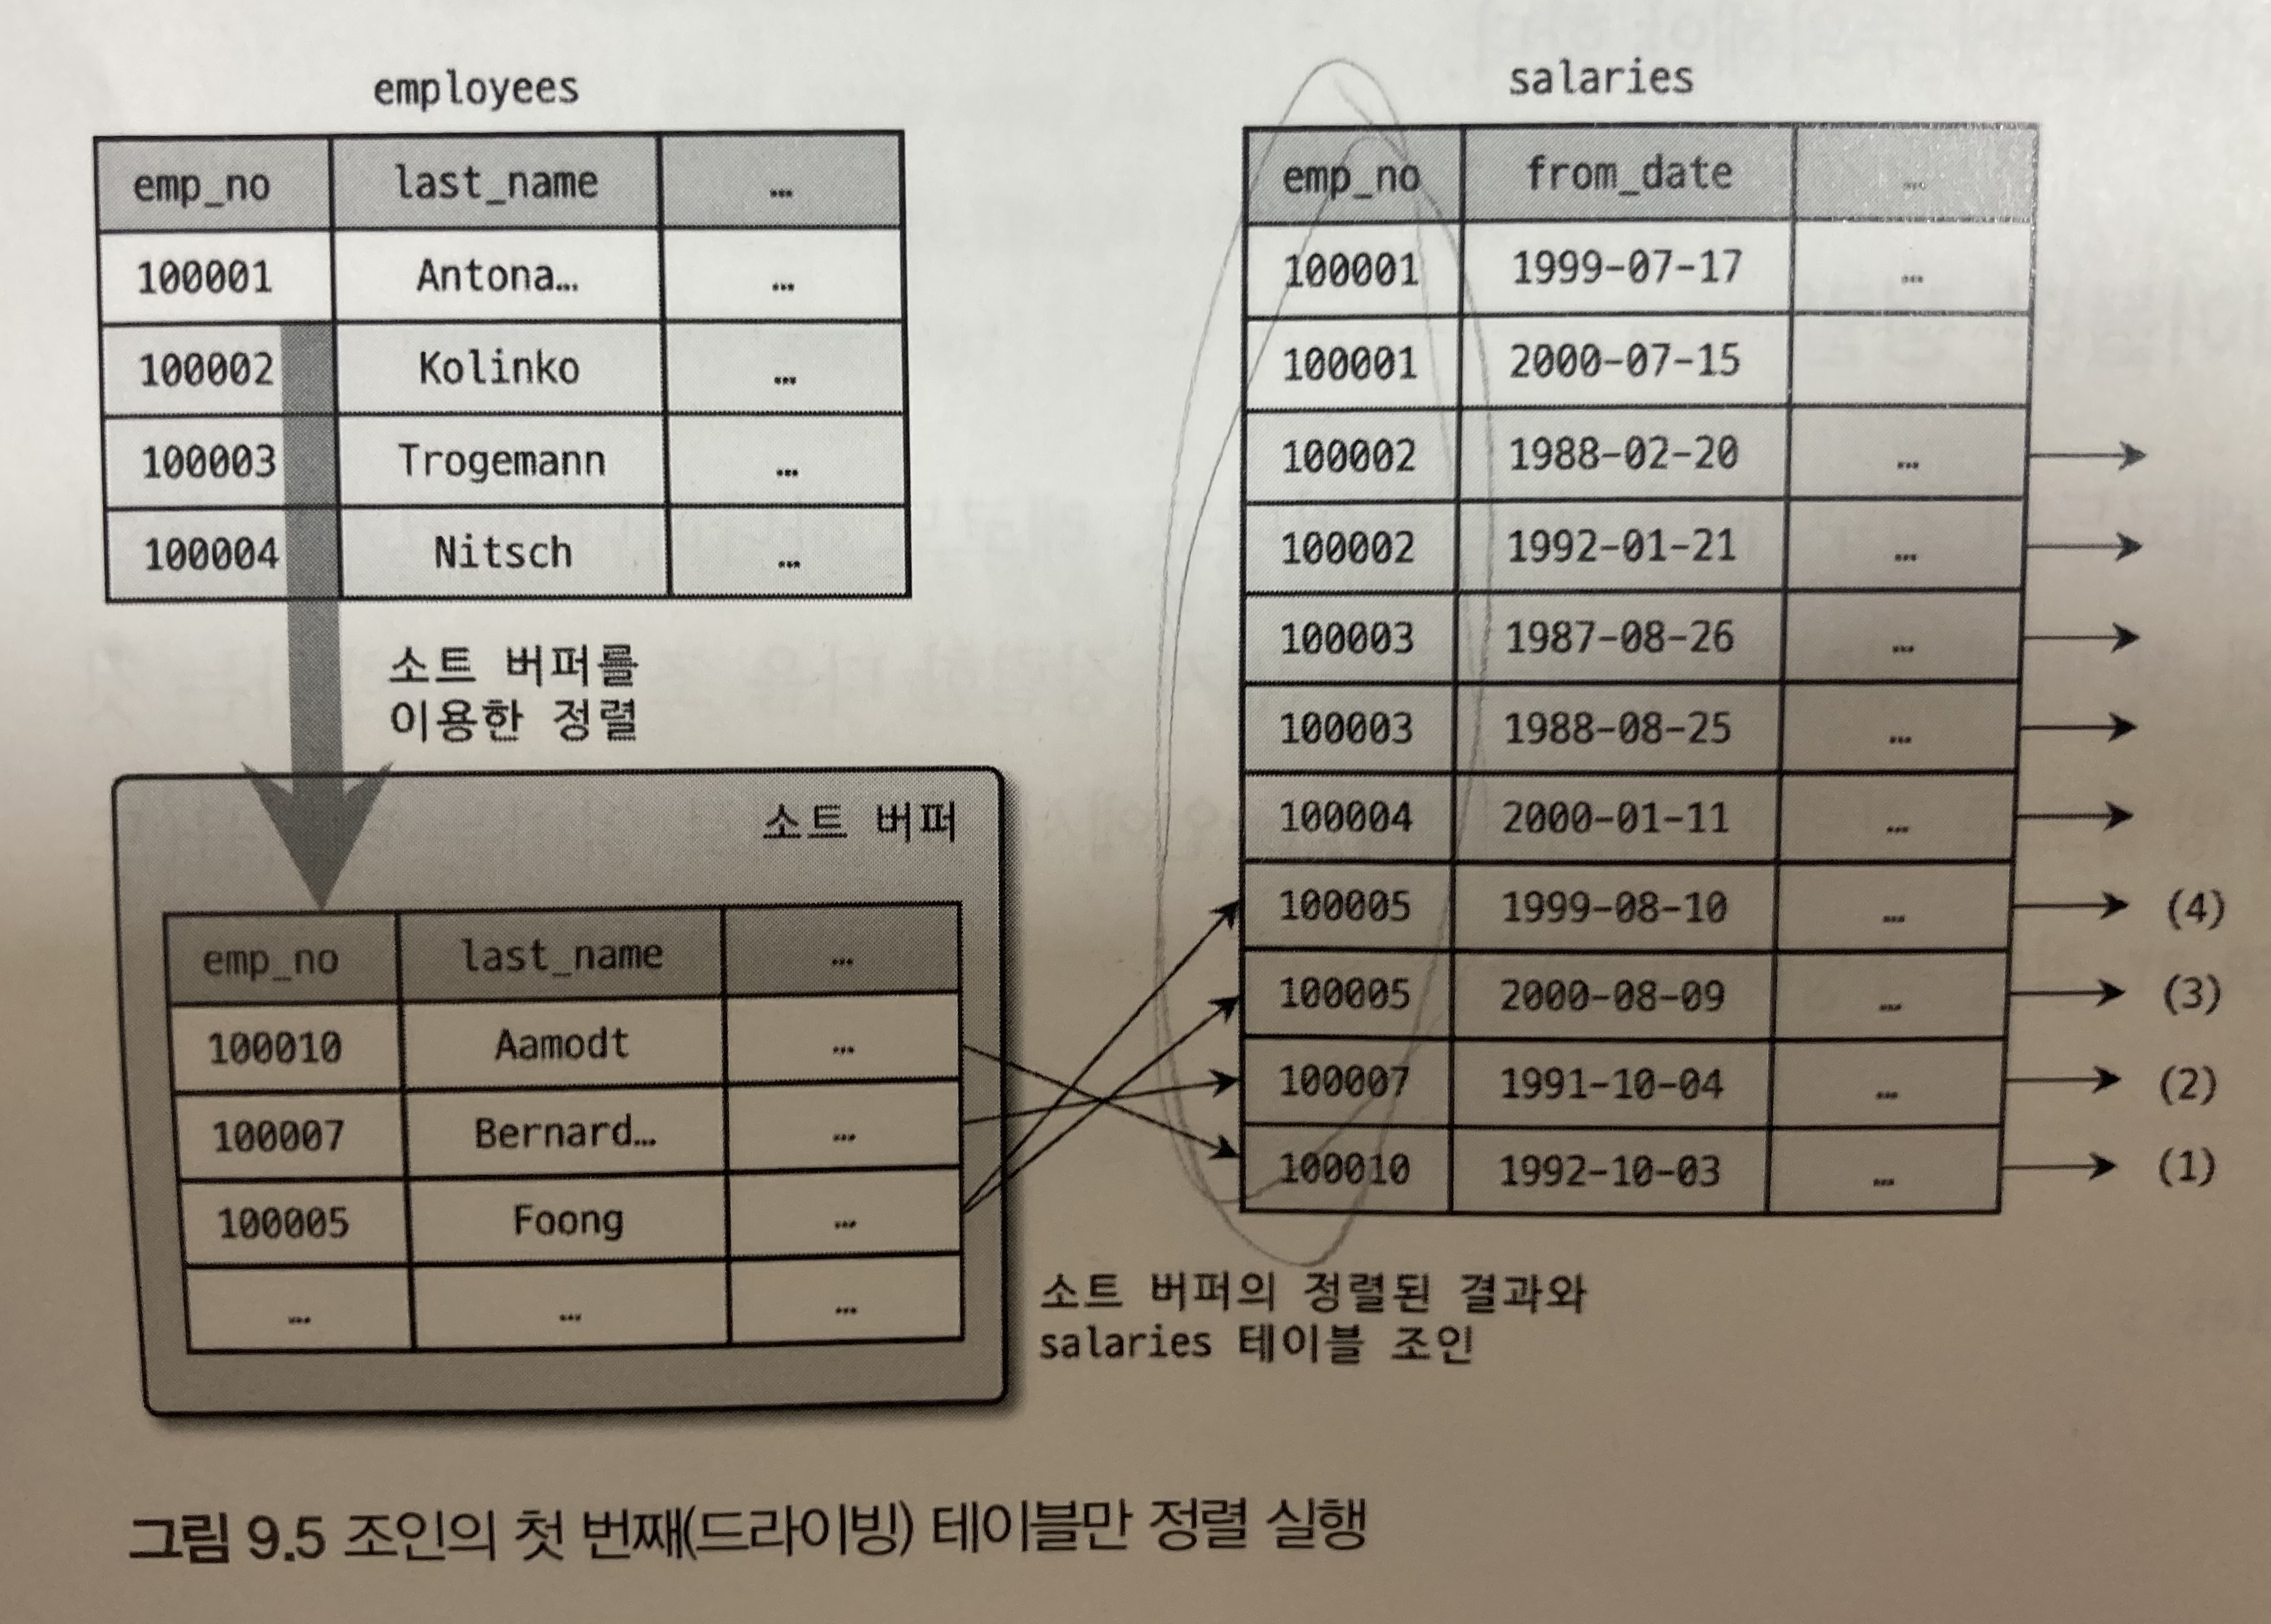 employees
emp_no last_name …
100001 Antona… …
100002 Kolinko …
100003 Trogemann …
100004 Nitsch …
소트 버퍼를
이용한 정렬
소트 버퍼
emp_no last_name …
100010 Aamodt …
100007 Bernard… …
100005 Foong …
… … …
salaries
emp_no from_date …
100001 1999-07-17 …
100001 2000-07-15
100002 1988-02-20 …
100002 1992-01-21 …
100003 1987-08-26 …
100003 1988-08-25 …
100004 2000-01-11 …
100005 1999-08-10 … (4)
100005 2000-08-09 … (3)
100007 1991-10-04 … (2)
100010 1992-10-03 … (1)
소트 버퍼의 정렬된 결과와
salaries 테이블 조인
그림 9.5 조인의 첫 번째(드라이빙) 테이블만 정렬 실행